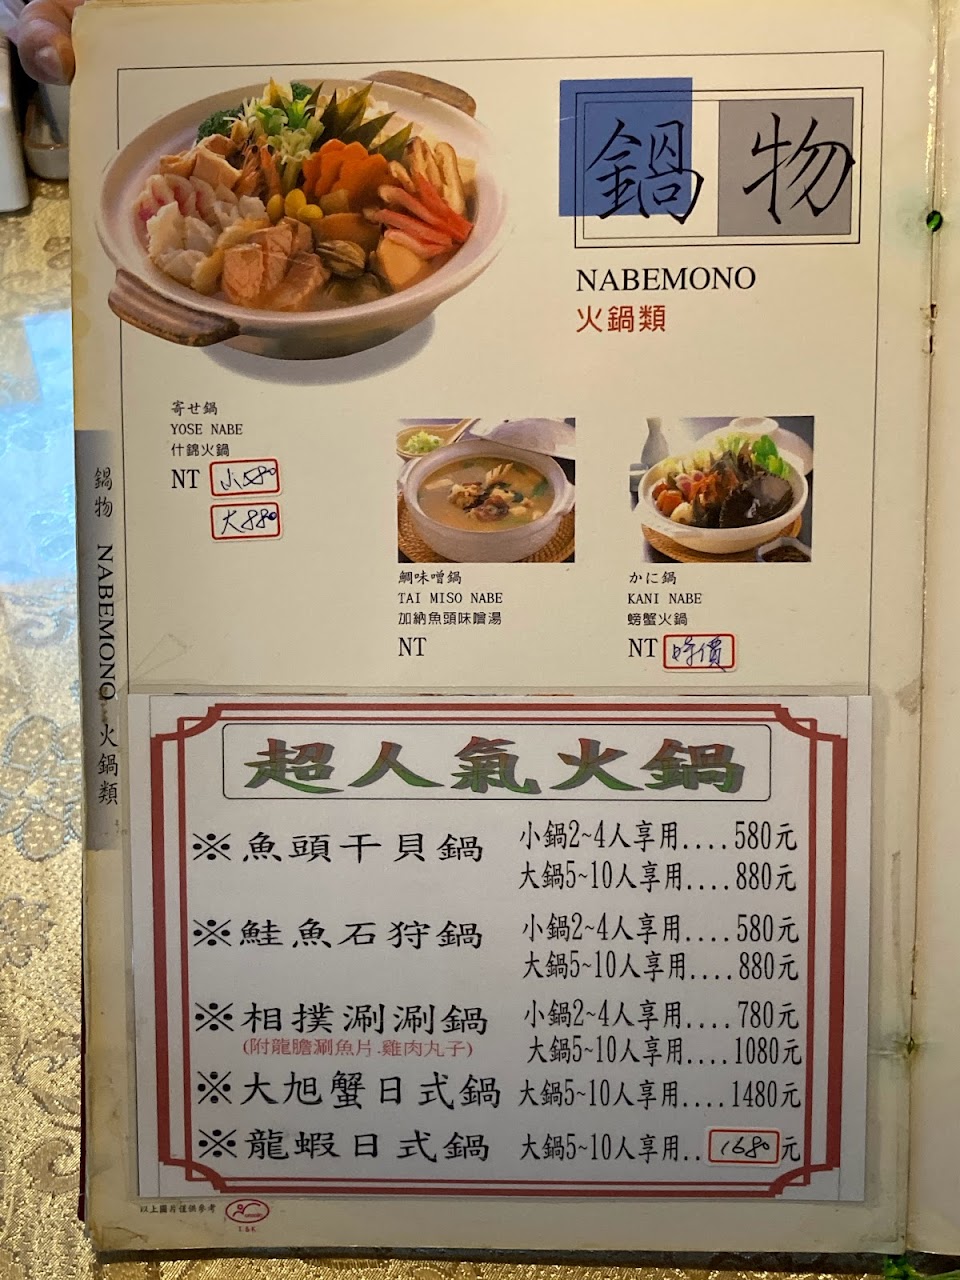 鍋物
NABEMONO
火鍋類
寄せ鍋
YOSE NABE
什錦火鍋
NT 小580
大880
鯛味噌鍋
TAI MISO NABE
加納魚頭味噌湯
NT
かに鍋
KANI NABE
螃蟹火鍋
NT 時價
鍋物 NABEMONO 火鍋類
超人氣火鍋
※魚頭干貝鍋 小鍋2~4人享用....580元
大鍋5~10人享用....880元
※鮭魚石狩鍋 小鍋2~4人享用....580元
大鍋5~10人享用....880元
※相撲涮涮鍋 小鍋2~4人享用....780元
(附龍膽涮魚片.雞肉丸子) 大鍋5~10人享用....1080元
※大旭蟹日式鍋 大鍋5~10人享用....1480元
※龍蝦日式鍋 大鍋5~10人享用..1680元
以上圖片僅供參考